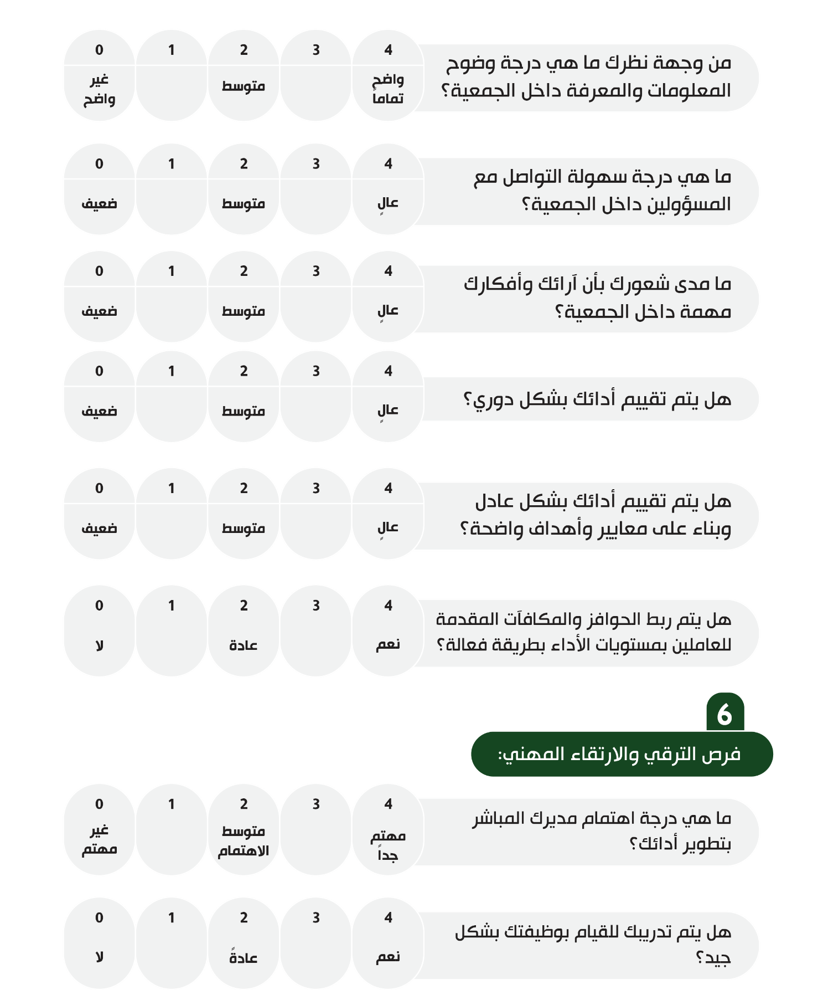 من وجهة نظرك ما هي درجة وضوح
المعلومات والمعرفة داخل الجمعية؟
4 3 2 1 0
واضح تماماً
متوسط
غير واضح
ما هي درجة سهولة التواصل مع
المسؤولين داخل الجمعية؟
4 3 2 1 0
عالٍ متوسط ضعيف
ما مدى شعورك بأن آرائك وأفكارك
مهمة داخل الجمعية؟
4 3 2 1 0
عالٍ متوسط ضعيف
هل يتم تقييم أدائك بشكل دوري؟
4 3 2 1 0
عالٍ متوسط ضعيف
هل يتم تقييم أدائك بشكل عادل
وبناء على معايير وأهداف واضحة؟
4 3 2 1 0
عالٍ متوسط ضعيف
هل يتم ربط الحوافز والمكافآت المقدمة
للعاملين بمستويات الأداء بطريقة فعالة؟
4 3 2 1 0
نعم عادة لا
6
فرص الترقي والارتقاء المهني:
ما هي درجة اهتمام مديرك المباشر
بتطوير أدائك؟
4 3 2 1 0
مهتم جداً
متوسط الاهتمام
غير مهتم
هل يتم تدريبك للقيام بوظيفتك بشكل
جيد؟
4 3 2 1 0
نعم عادةً لا